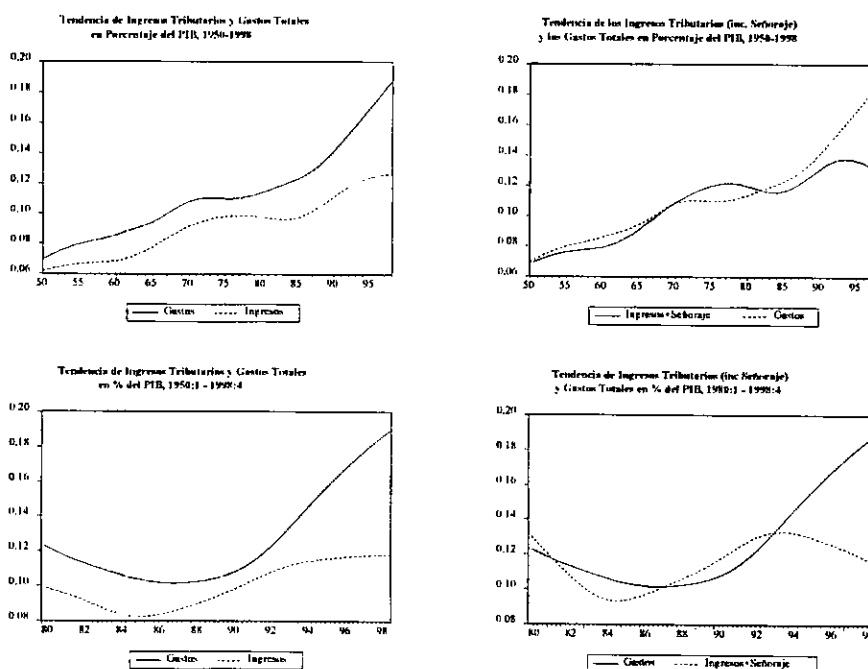 Tendencia de Ingresos Tributarios y Gastos Totales
en Porcentaje del PIB, 1950-1998
0.20
0.18
0.16
0.14
0.12
0.10
0.08
0.06
50 55 60 65 70 75 80 85 90 95
Gastos Ingresos
Tendencia de los Ingresos Tributarios (inc. Señoraje)
y los Gastos Totales en Porcentaje del PIB, 1950-1998
0.20
0.18
0.16
0.14
0.12
0.10
0.08
0.06
50 55 60 65 70 75 80 85 90 95
Ingresos+Señoraje Gastos
Tendencia de Ingresos Tributarios y Gastos Totales
en % del PIB, 1950:1 - 1998:4
0.20
0.18
0.16
0.14
0.12
0.10
0.08
80 82 84 86 88 90 92 94 96 98
Gastos Ingresos
Tendencia de Ingresos Tributarios (inc Señoraje)
y Gastos Totales en % del PIB, 1980:1 - 1998:4
0.20
0.18
0.16
0.14
0.12
0.10
0.08
80 82 84 86 88 90 92 94 96
Gastos Ingresos+Señoraje